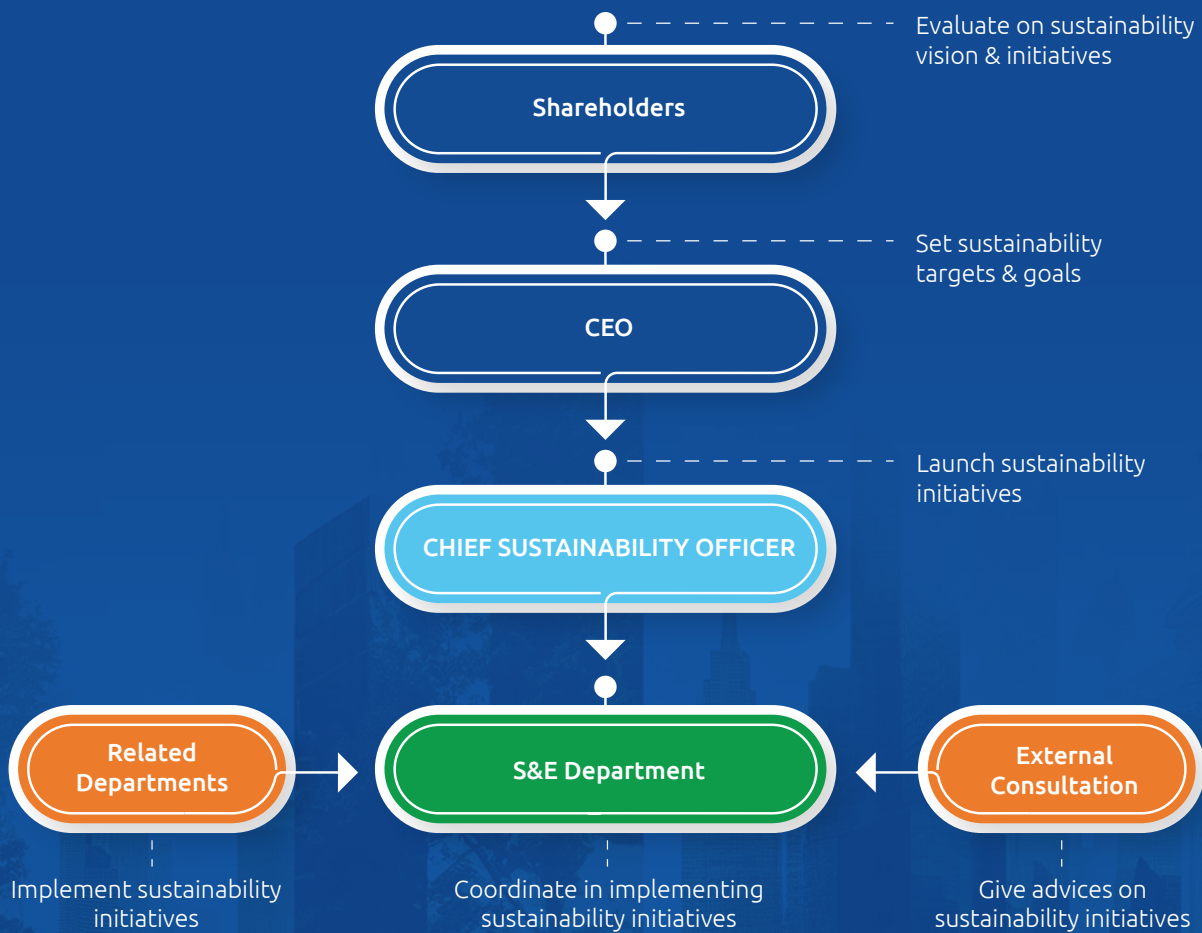 Evaluate on sustainability
vision & initiatives
Shareholders
Set sustainability
targets & goals
CEO
Launch sustainability
initiatives
CHIEF SUSTAINABILITY OFFICER
Related
Departments
S&E Department
External
Consultation
Implement sustainability
initiatives
Coordinate in implementing
sustainability initiatives
Give advices on
sustainability initiatives